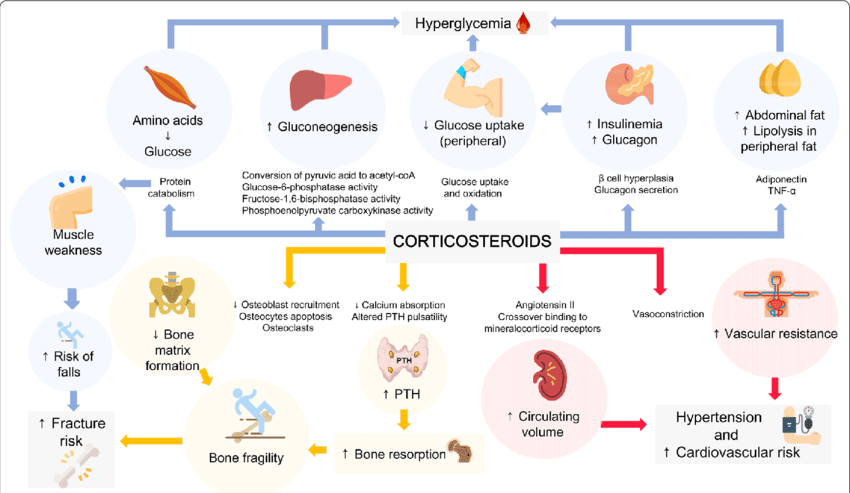 Hyperglycemia
Amino acids
↓
Glucose
↑ Gluconeogenesis
↓ Glucose uptake
(peripheral)
↑ Insulinemia
↑ Glucagon
↑ Abdominal fat
↑ Lipolysis in
peripheral fat
Protein
catabolism
Conversion of pyruvic acid to acetyl-coA
Glucose-6-phosphatase activity
Fructose-1,6-bisphosphatase activity
Phosphoenolpyruvate carboxykinase activity
Glucose uptake
and oxidation
β cell hyperplasia
Glucagon secretion
Adiponectin
TNF-α
Muscle
weakness
CORTICOSTEROIDS
↓ Osteoblast recruitment
Osteocytes apoptosis
Osteoclasts
↓ Calcium absorption
Altered PTH pulsatility
Angiotensin II
Crossover binding to
mineralocorticoid receptors
Vasoconstriction
↓ Bone
matrix
formation
↑ Vascular resistance
↑ Risk of
falls
PTH
↑ PTH
↑ Circulating
volume
↑ Fracture
risk
Bone fragility
↑ Bone resorption
Hypertension
and
↑ Cardiovascular risk